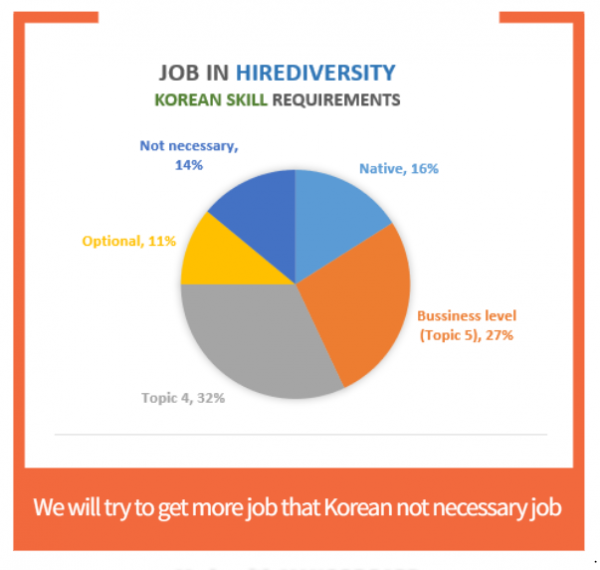 JOB IN HIREDIVERSITY
KOREAN SKILL REQUIREMENTS
Not necessary,
14%
Native, 16%
Optional, 11%
Bussiness level
(Topic 5), 27%
Topic 4, 32%
We will try to get more job that Korean not necessary job